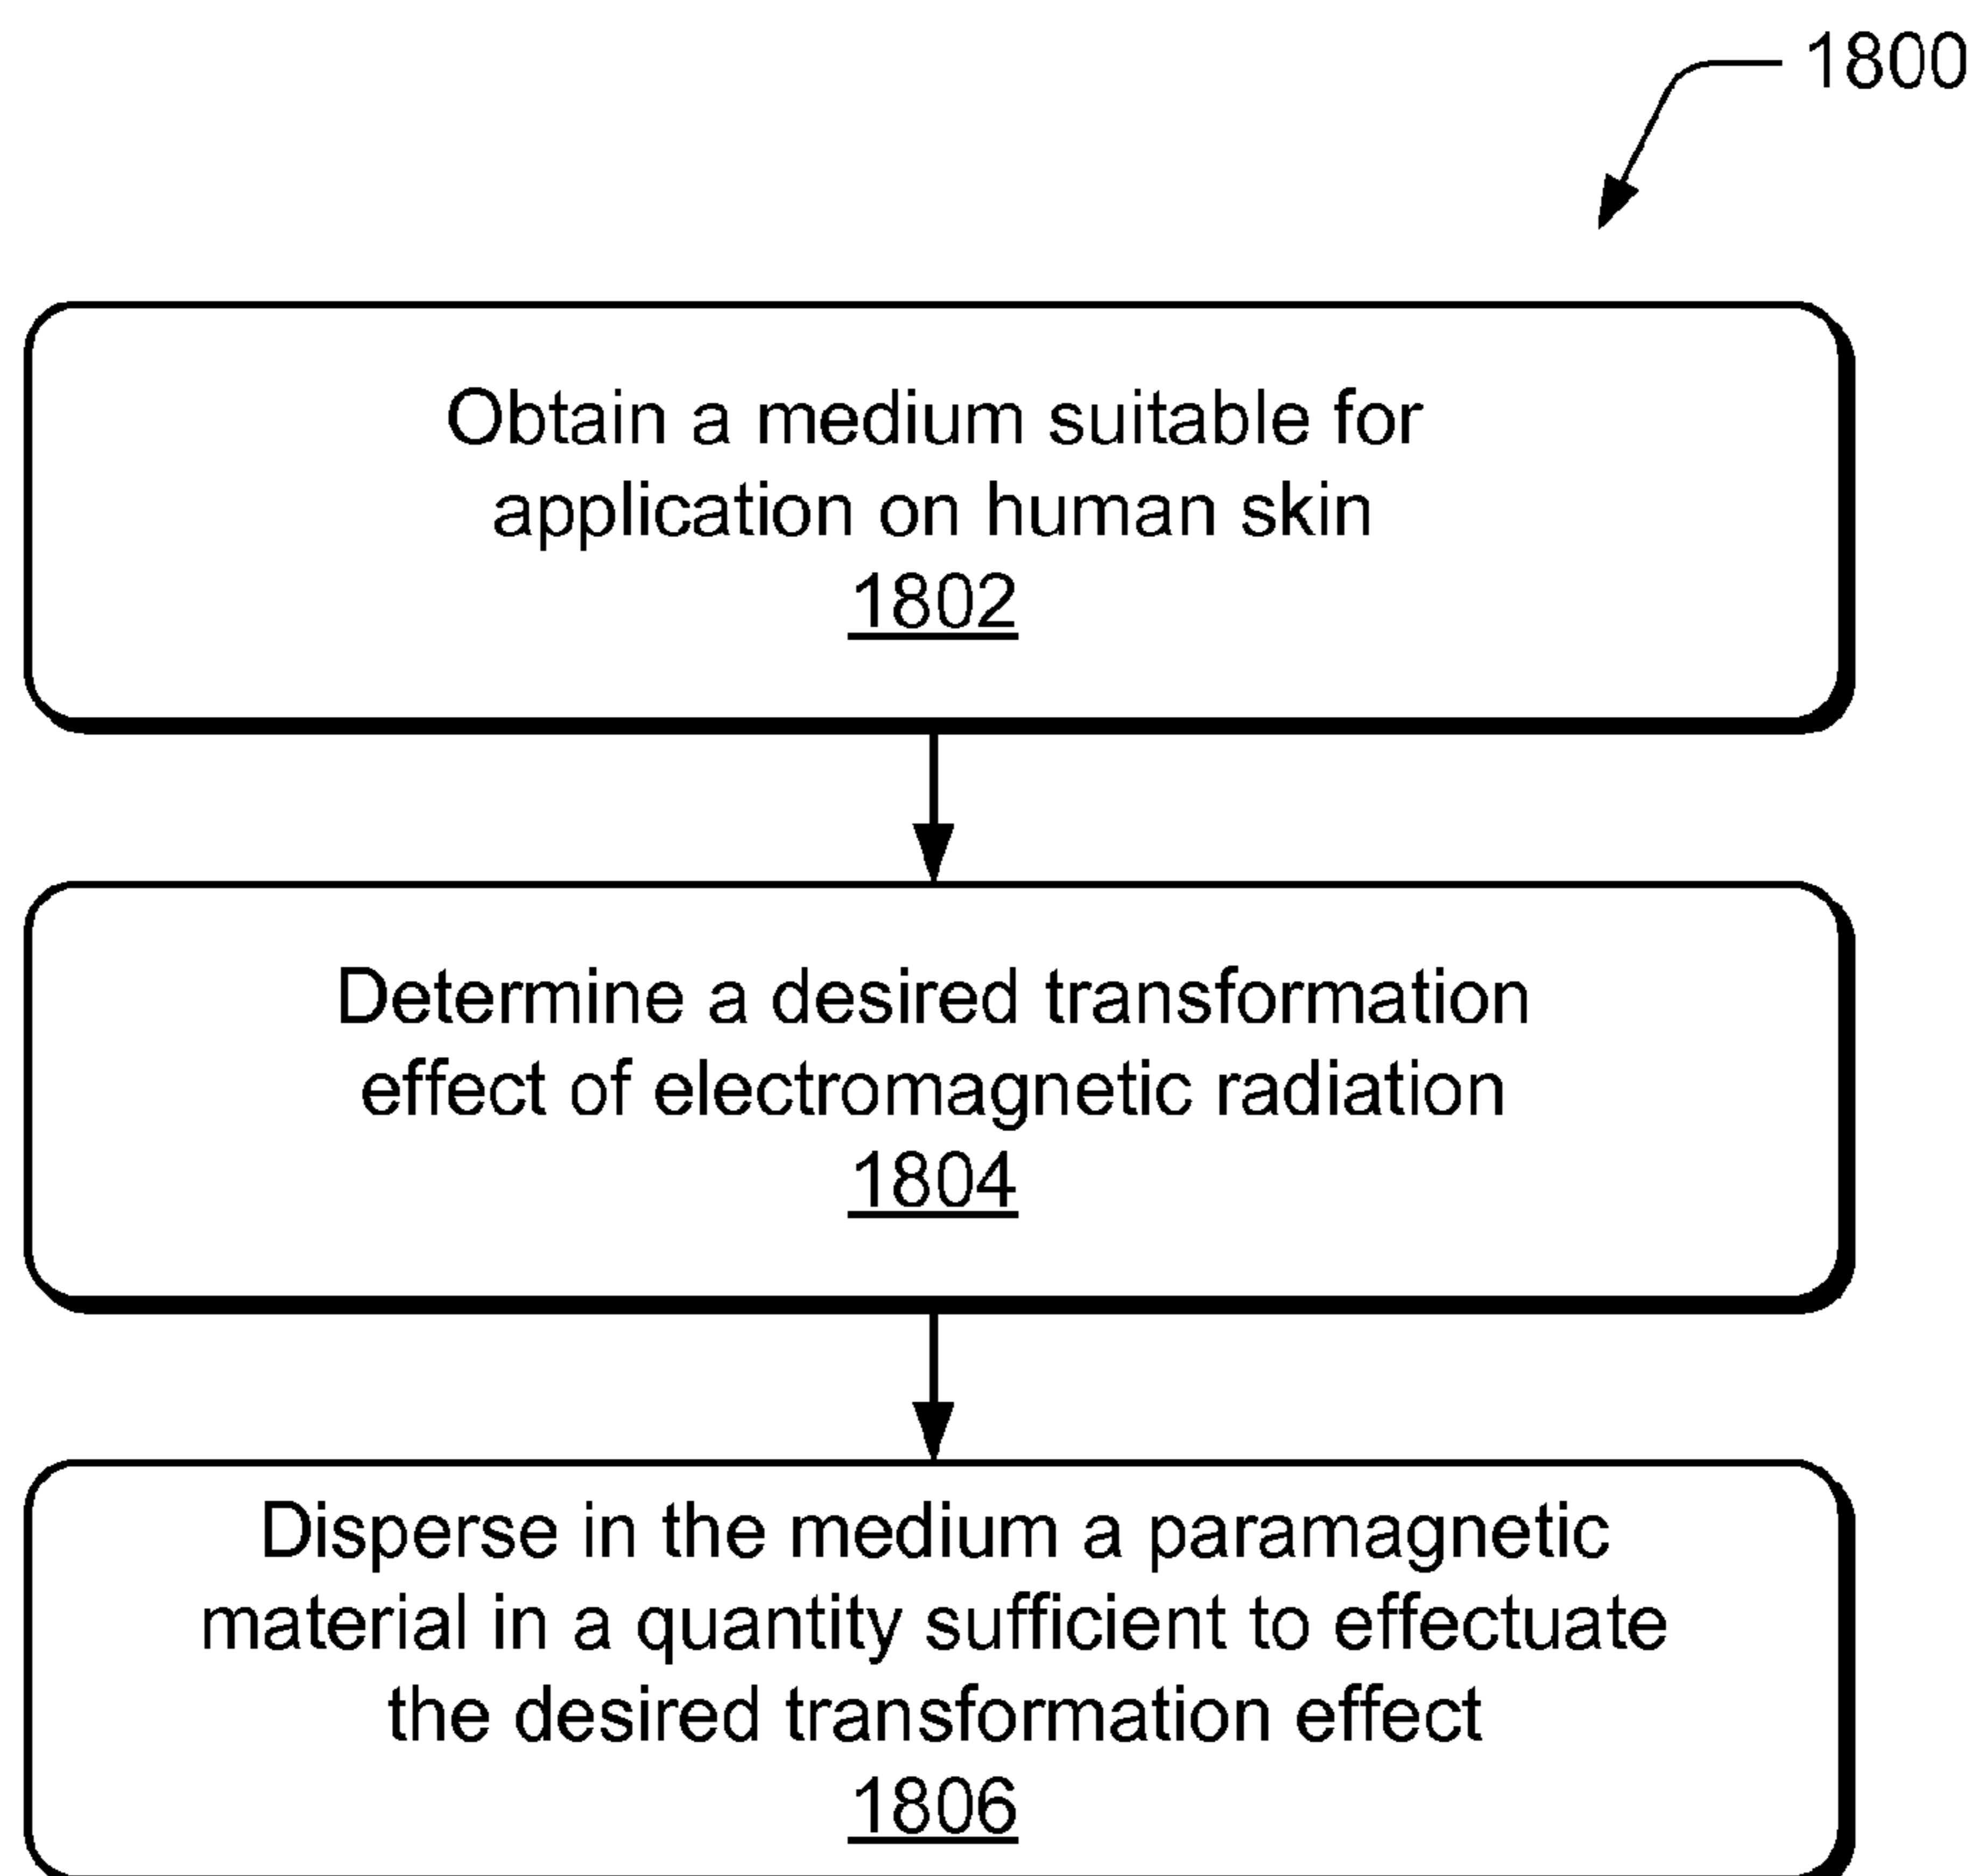 1800
Obtain a medium suitable for
application on human skin
1802
Determine a desired transformation
effect of electromagnetic radiation
1804
Disperse in the medium a paramagnetic
material in a quantity sufficient to effectuate
the desired transformation effect
1806